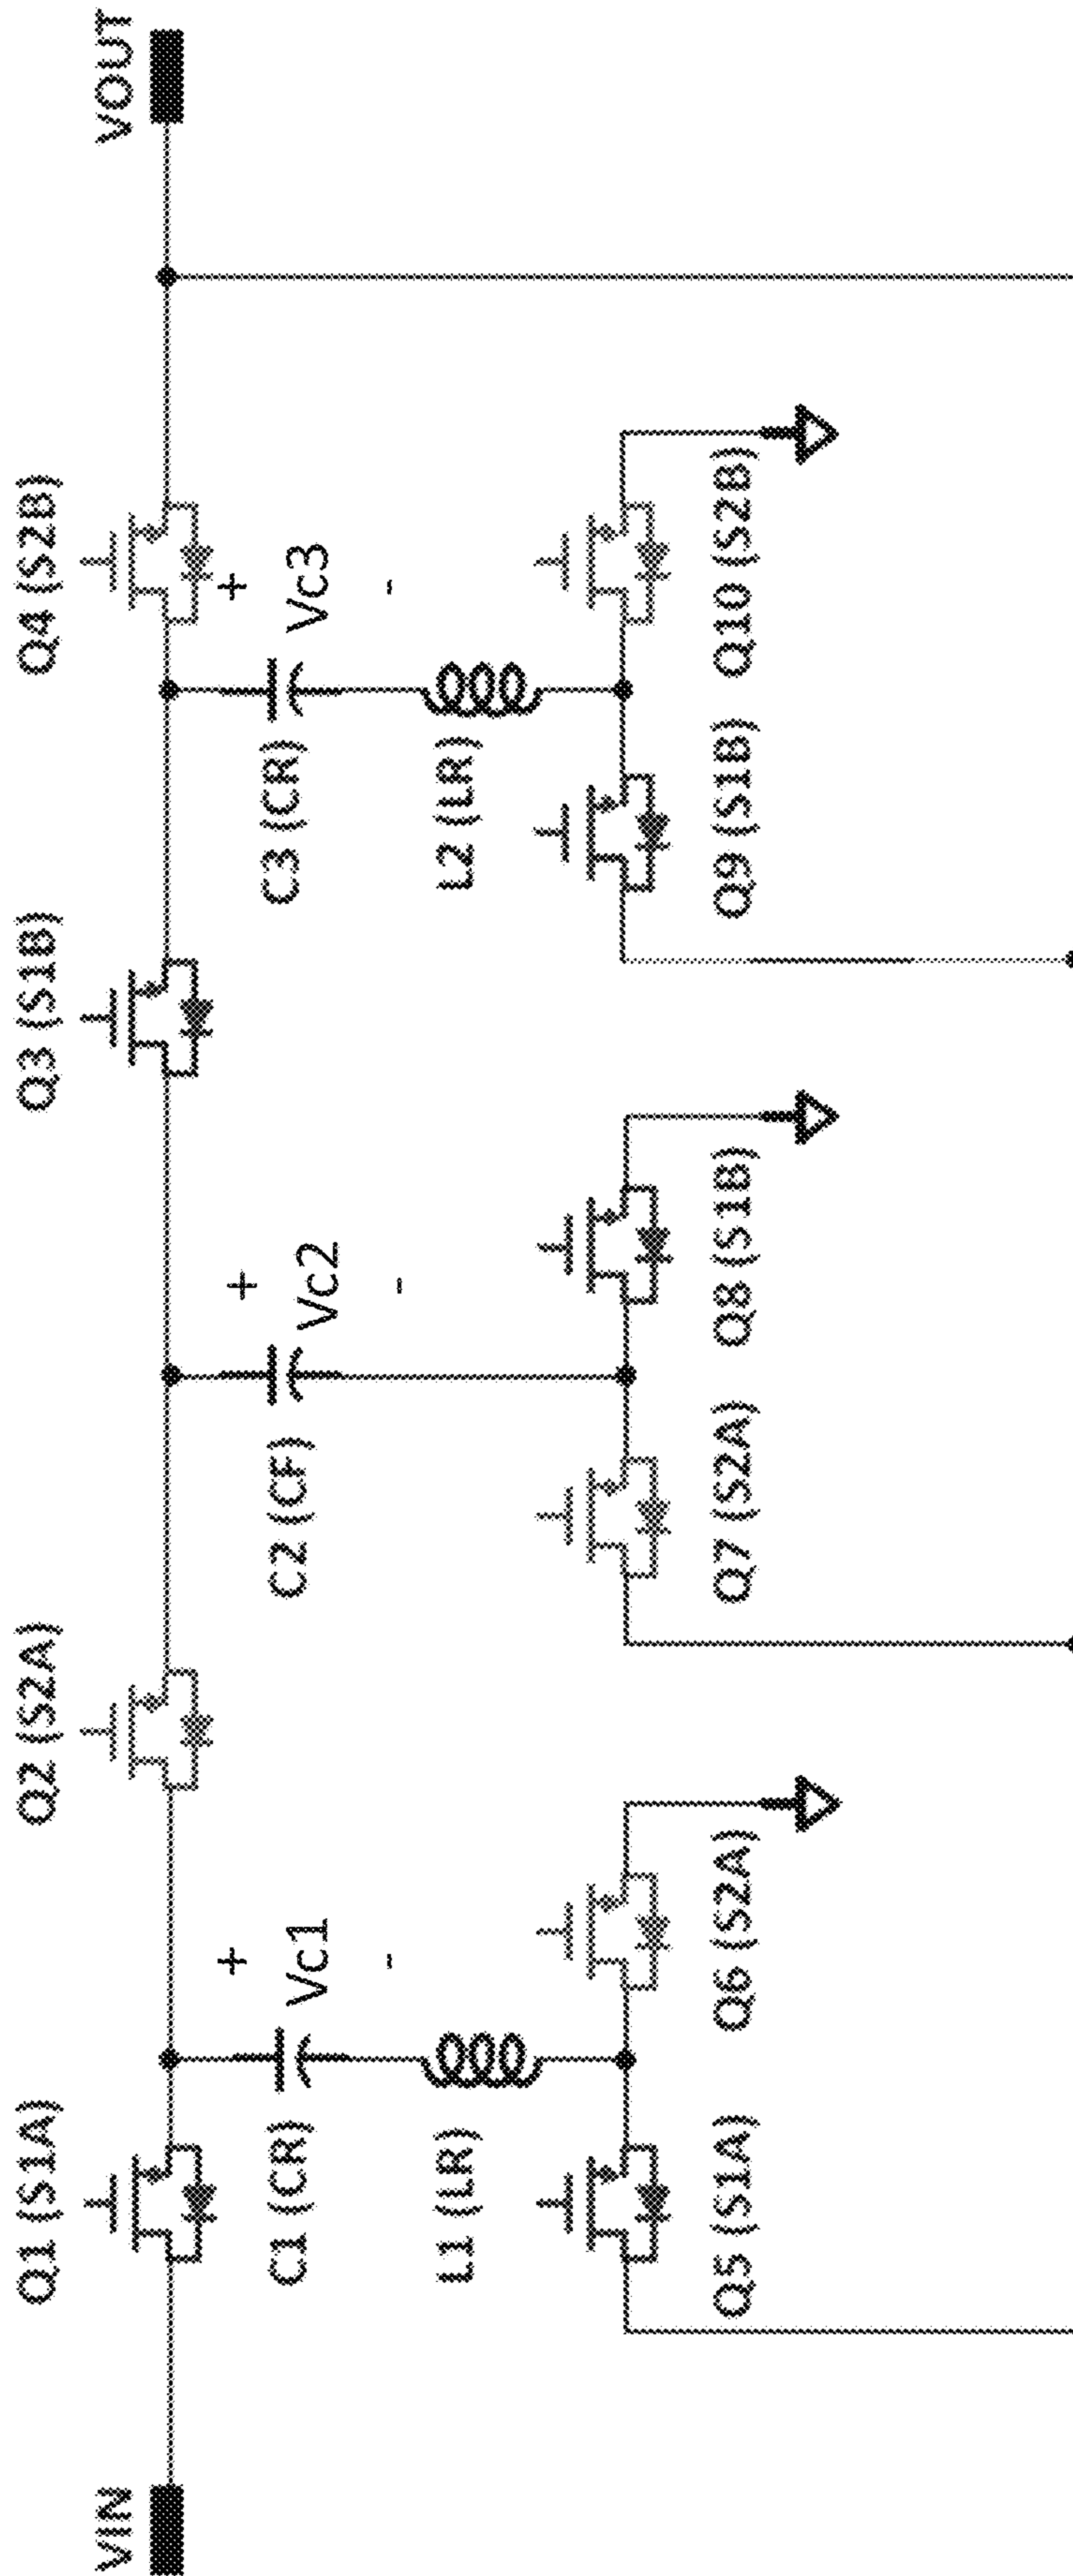 VIN
VOUT
Q1 (S1A)
Q2 (S2A)
Q3 (S1B)
Q4 (S2B)
C1 (CR)
+
Vc1
-
C2 (CF)
+
Vc2
-
C3 (CR)
+
Vc3
-
L1 (LR)
L2 (LR)
Q5 (S1A)
Q6 (S2A)
Q7 (S2A)
Q8 (S1B)
Q9 (S1B)
Q10 (S2B)